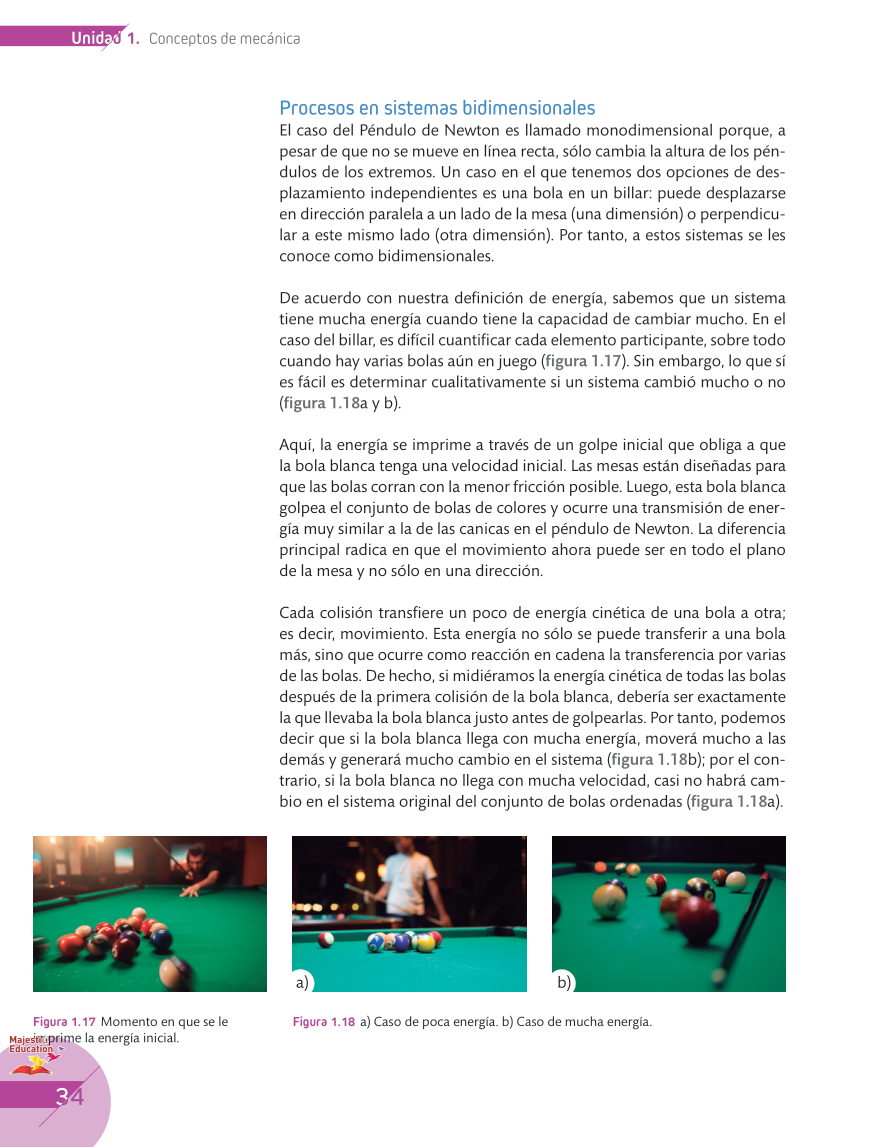 Unidad 1. Conceptos de mecánica
Procesos en sistemas bidimensionales
El caso del Péndulo de Newton es llamado monodimensional porque, a
pesar de que no se mueve en línea recta, sólo cambia la altura de los pén-
dulos de los extremos. Un caso en el que tenemos dos opciones de des-
plazamiento independientes es una bola en un billar: puede desplazarse
en dirección paralela a un lado de la mesa (una dimensión) o perpendicu-
lar a este mismo lado (otra dimensión). Por tanto, a estos sistemas se les
conoce como bidimensionales.
De acuerdo con nuestra definición de energía, sabemos que un sistema
tiene mucha energía cuando tiene la capacidad de cambiar mucho. En el
caso del billar, es difícil cuantificar cada elemento participante, sobre todo
cuando hay varias bolas aún en juego (figura 1.17). Sin embargo, lo que sí
es fácil es determinar cualitativamente si un sistema cambió mucho o no
(figura 1.18a y b).
Aquí, la energía se imprime a través de un golpe inicial que obliga a que
la bola blanca tenga una velocidad inicial. Las mesas están diseñadas para
que las bolas corran con la menor fricción posible. Luego, esta bola blanca
golpea el conjunto de bolas de colores y ocurre una transmisión de ener-
gía muy similar a la de las canicas en el péndulo de Newton. La diferencia
principal radica en que el movimiento ahora puede ser en todo el plano
de la mesa y no sólo en una dirección.
Cada colisión transfiere un poco de energía cinética de una bola a otra;
es decir, movimiento. Esta energía no sólo se puede transferir a una bola
más, sino que ocurre como reacción en cadena la transferencia por varias
de las bolas. De hecho, si midiéramos la energía cinética de todas las bolas
después de la primera colisión de la bola blanca, debería ser exactamente
la que llevaba la bola blanca justo antes de golpearlas. Por tanto, podemos
decir que si la bola blanca llega con mucha energía, moverá mucho a las
demás y generará mucho cambio en el sistema (figura 1.18b); por el con-
trario, si la bola blanca no llega con mucha velocidad, casi no habrá cam-
bio en el sistema original del conjunto de bolas ordenadas (figura 1.18a).
a)
b)
Figura 1.17 Momento en que se le
imprime la energía inicial.
Figura 1.18 a) Caso de poca energía. b) Caso de mucha energía.
Majestic
Education
34